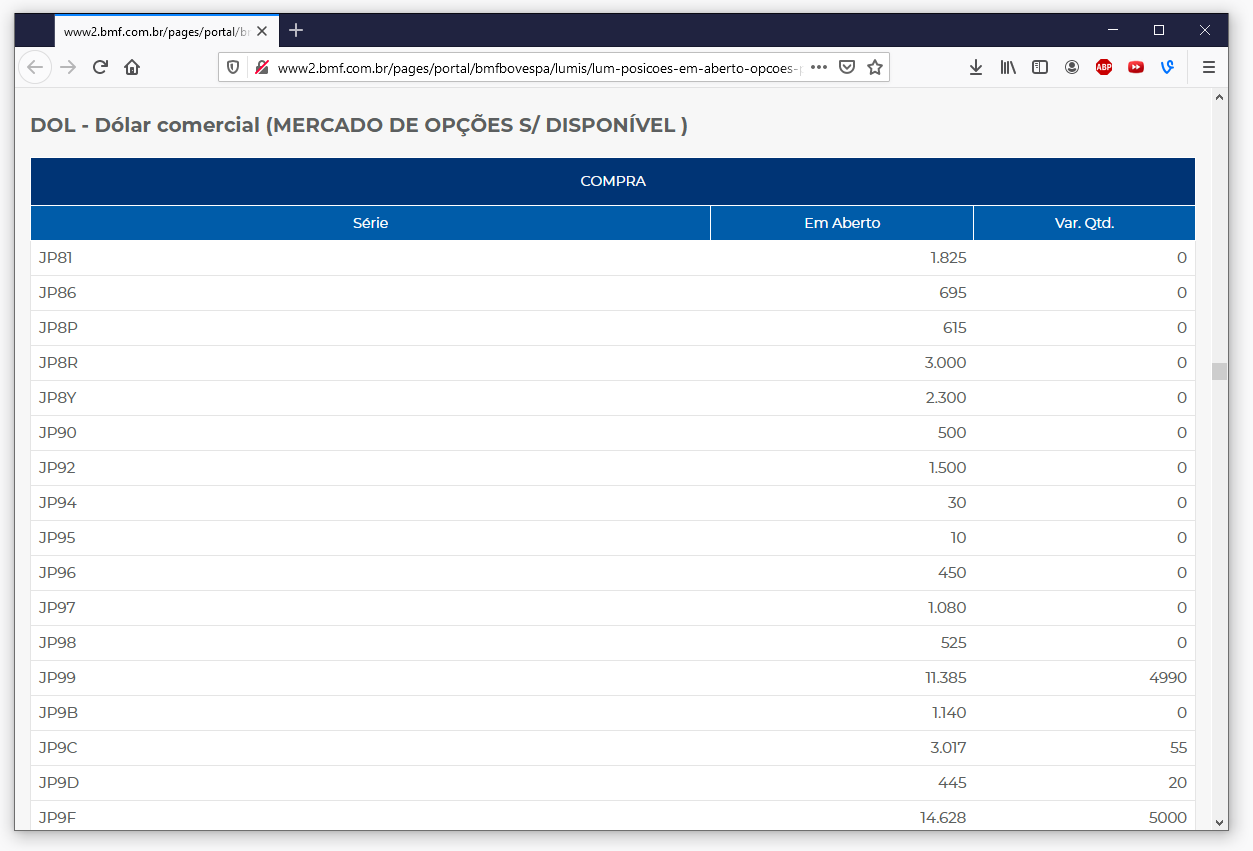 www2.bmf.com.br/pages/portal/b
www2.bmf.com.br/pages/portal/bmfbovespa/lumis/lum-posicoes-em-aberto-opcoes-
ABP
DOL - Dólar comercial (MERCADO DE OPÇÕES S/ DISPONÍVEL )
COMPRA
Série Em Aberto Var. Qtd.
JP81 1.825 0
JP86 695 0
JP8P 615 0
JP8R 3.000 0
JP8Y 2.300 0
JP90 500 0
JP92 1.500 0
JP94 30 0
JP95 10 0
JP96 450 0
JP97 1.080 0
JP98 525 0
JP99 11.385 4990
JP9B 1.140 0
JP9C 3.017 55
JP9D 445 20
JP9F 14.628 5000